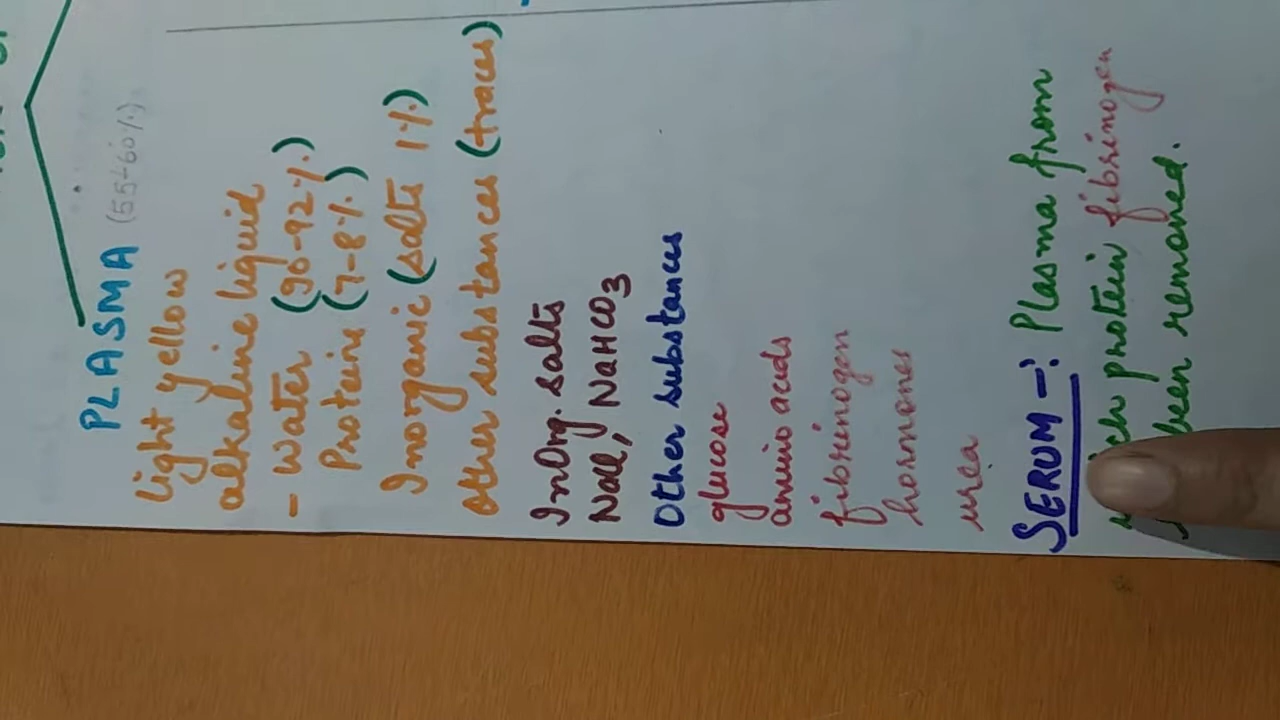 PLASMA (55-60%)
light yellow
alkaline liquid
- Water (90-92%)
Proteins (7-8%)
Inorganic (salts 1%)
other substances (traces)
InOrg. salts
NaCl, NaHCO3
Other substances
glucose
amino acids
fibrinogen
hormones
urea
SERUM -: Plasma from
protein fibrinogen
been removed.